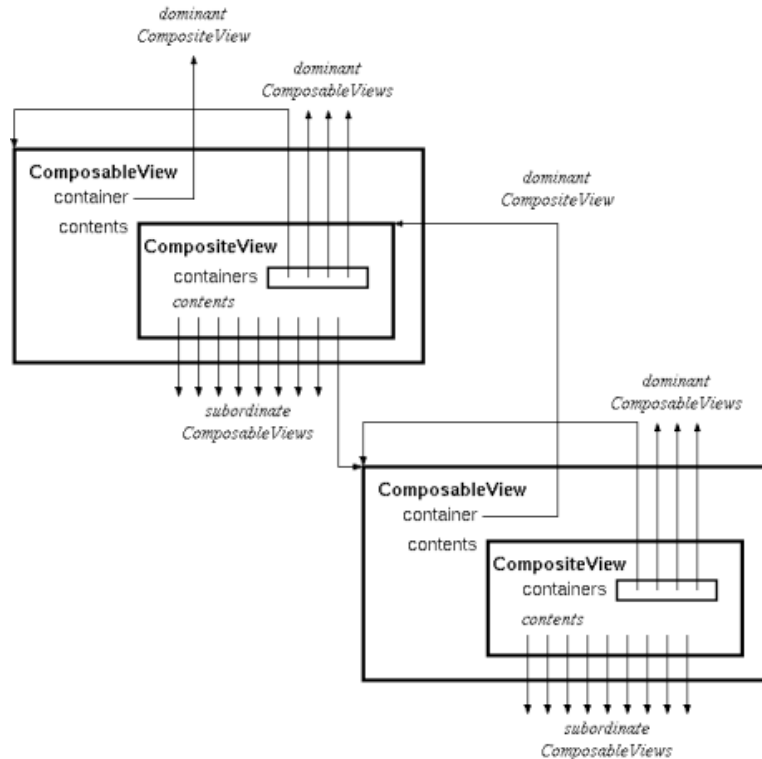 dominant
CompositeView
dominant
ComposableViews
ComposableView
container
contents
CompositeView
containers
contents
subordinate
ComposableViews
dominant
CompositeView
dominant
ComposableViews
ComposableView
container
contents
CompositeView
containers
contents
subordinate
ComposableViews